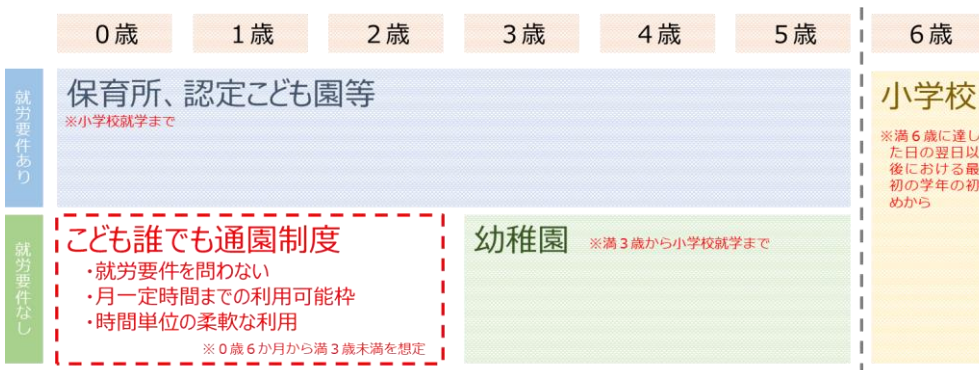 0歳
1歳
2歳
3歳
4歳
5歳
6歳
就労要件あり
保育所、認定こども園等
※小学校就学まで
小学校
※満6歳に達し
た日の翌日以
後における最
初の学年の初
めから
就労要件なし
こども誰でも通園制度
・就労要件を問わない
・月一定時間までの利用可能枠
・時間単位の柔軟な利用
※0歳6か月から満3歳未満を想定
幼稚園 ※満3歳から小学校就学まで